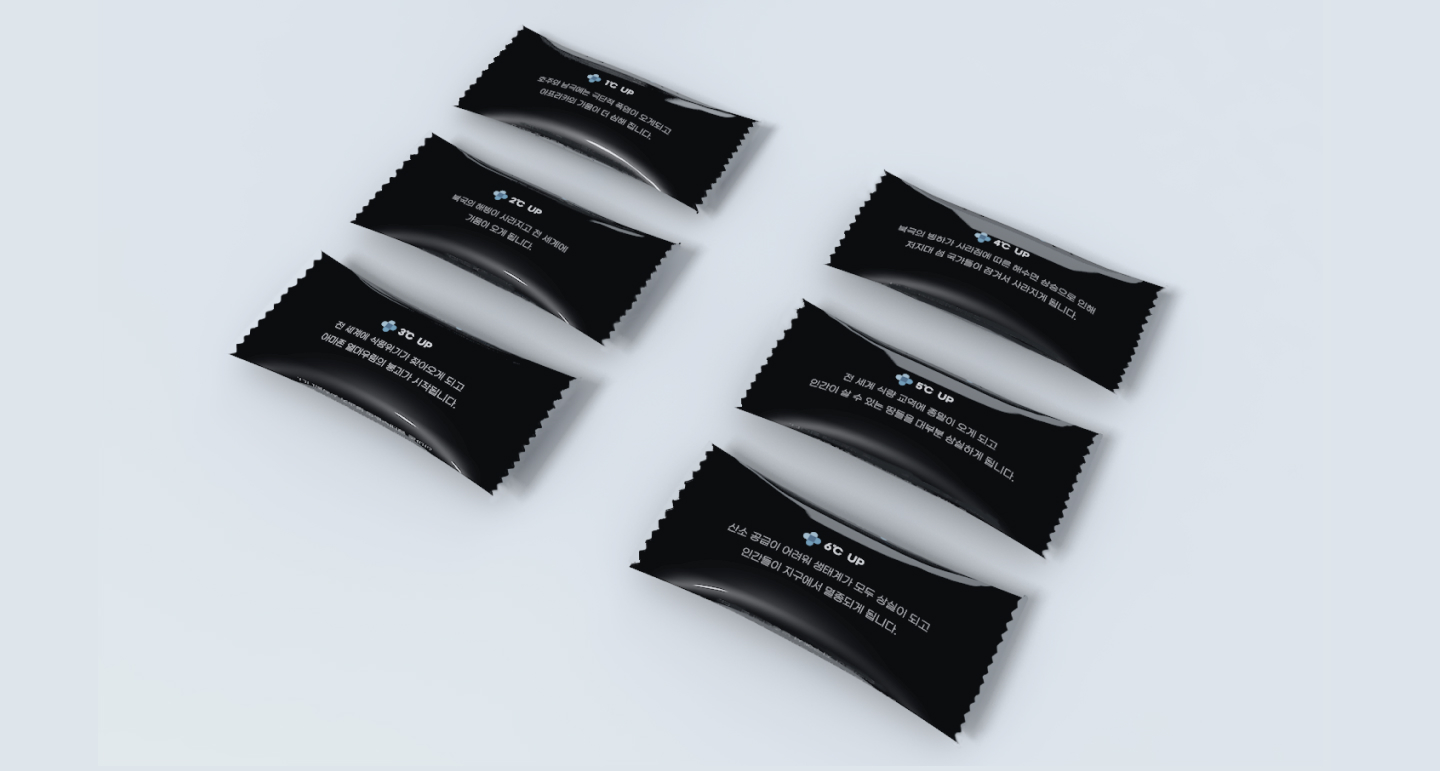 1℃ UP
호주와 남극에는 극단적 폭염이 오게되고
아프리카의 가뭄이 더 심해 집니다.
2℃ UP
북극의 해빙이 사라지고 전 세계에
가뭄이 오게 됩니다.
3℃ UP
전 세계에 식량위기가 찾아오게 되고
아마존 열대우림의 붕괴가 시작됩니다.
4℃ UP
북극의 빙하가 사라짐에 따른 해수면 상승으로 인해
저지대 섬 국가들이 잠겨서 사라지게 됩니다.
5℃ UP
전 세계 식량 교역에 종말이 오게 되고
인간이 살 수 있는 땅들을 대부분 상실하게 됩니다.
6℃ UP
산소 공급이 어려워 생태계가 모두 상실이 되고
인간들이 지구에서 멸종되게 됩니다.